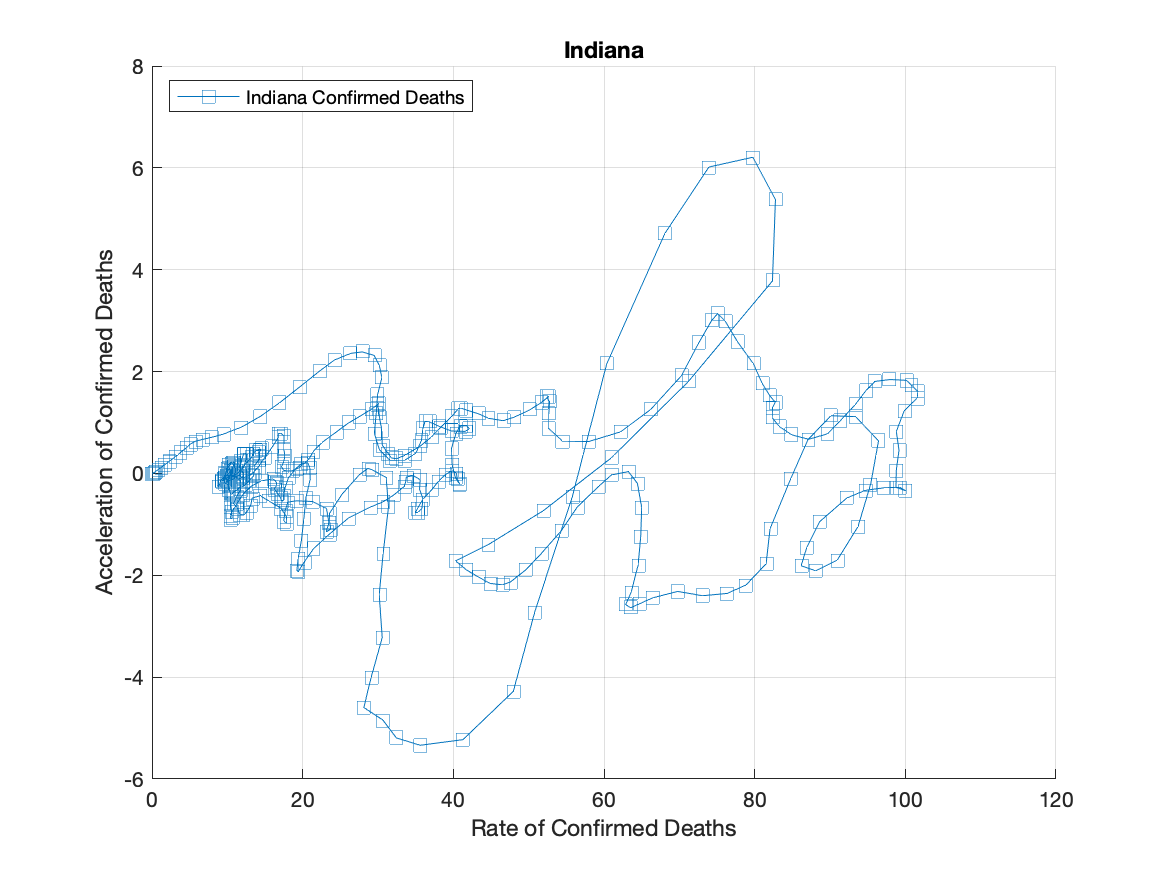 Indiana
Indiana Confirmed Deaths
8
6
4
2
0
-2
-4
-6
Acceleration of Confirmed Deaths
0 20 40 60 80 100 120
Rate of Confirmed Deaths